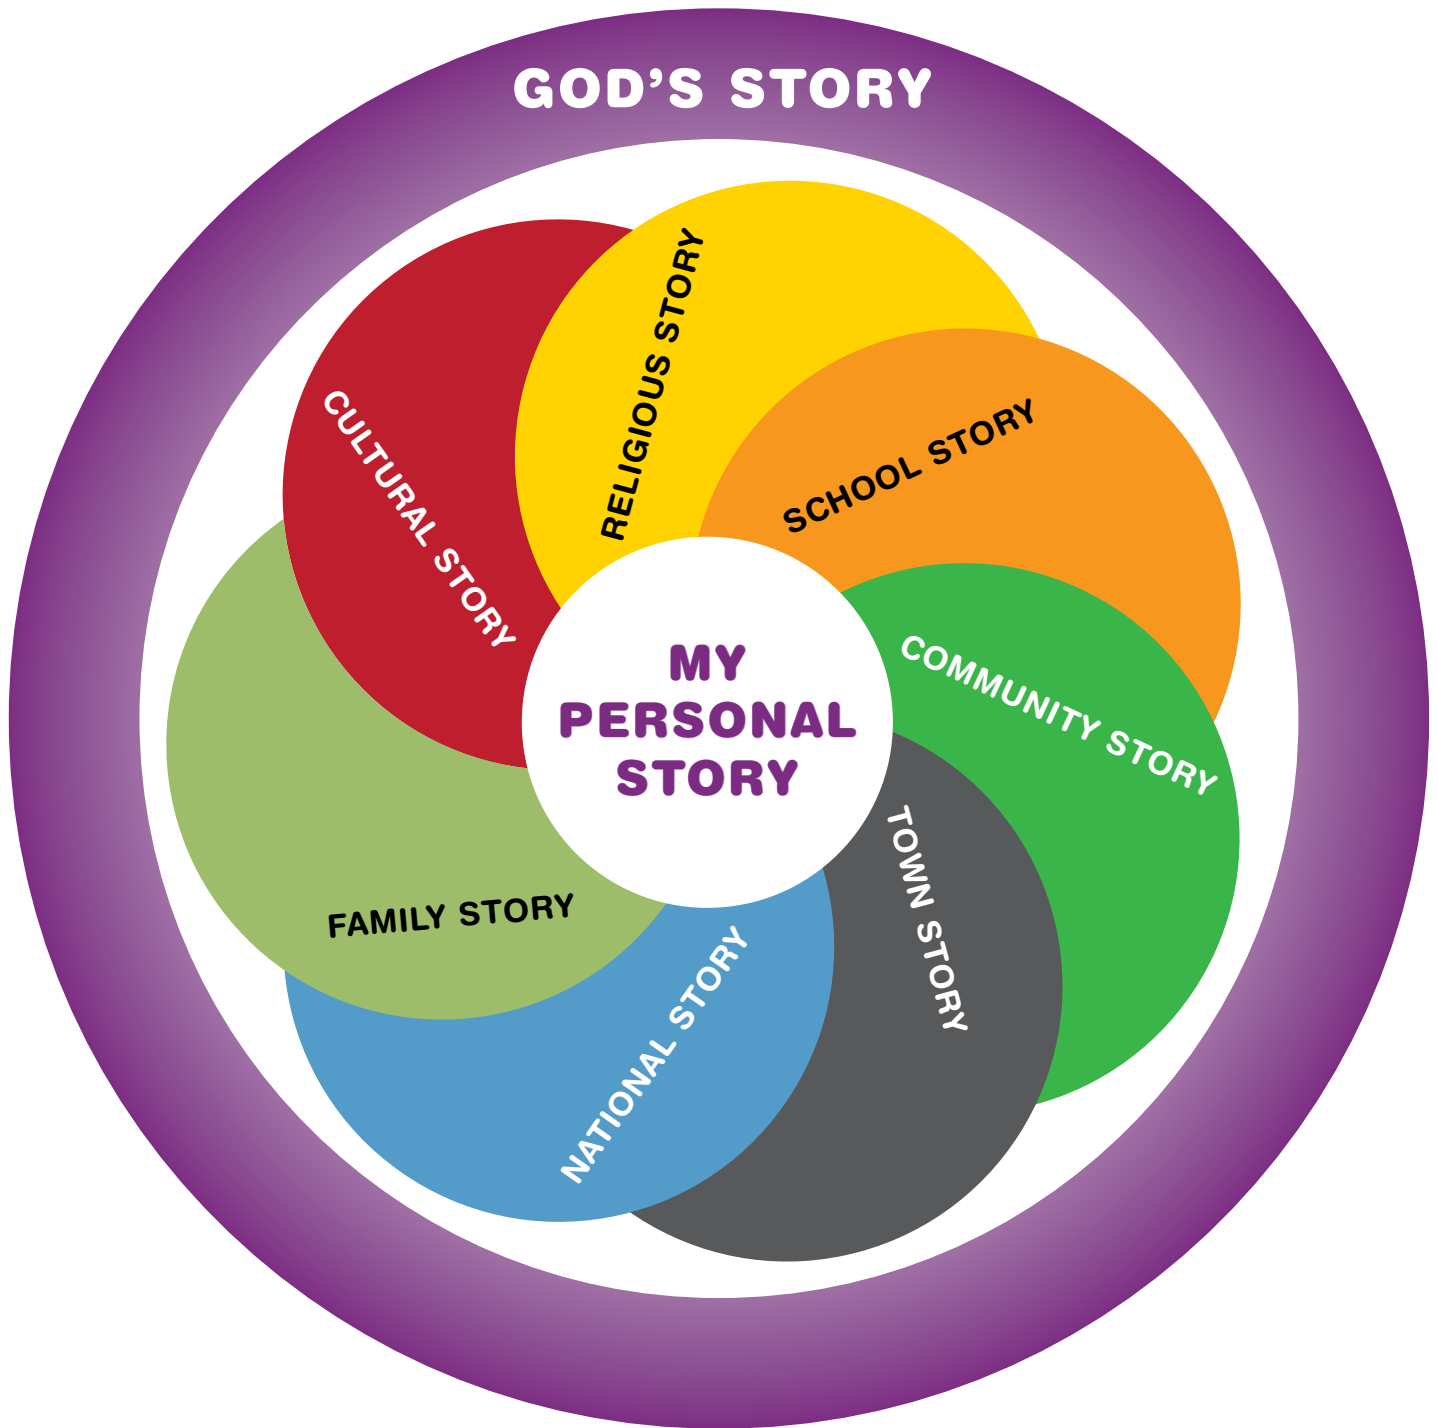 GOD'S STORY
RELIGIOUS STORY
SCHOOL STORY
COMMUNITY STORY
TOWN STORY
NATIONAL STORY
FAMILY STORY
CULTURAL STORY
MY
PERSONAL
STORY